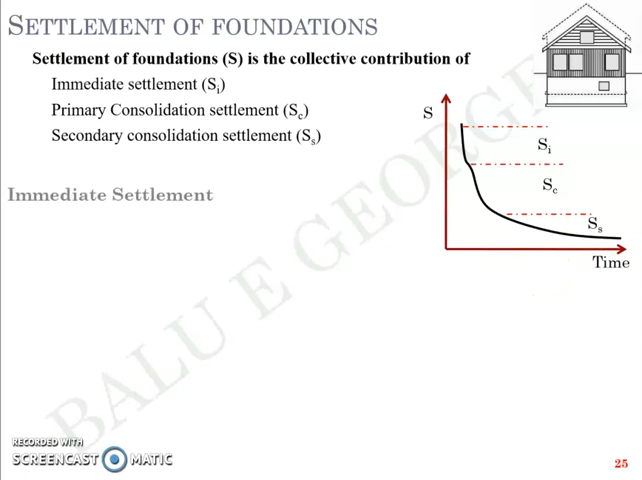 SETTLEMENT OF FOUNDATIONS
Settlement of foundations (S) is the collective contribution of
Immediate settlement (Si)
Primary Consolidation settlement (Sc)
Secondary consolidation settlement (Ss)
Immediate Settlement
S
Si
Sc
Ss
Time
BALU E GEORGE
RECORDED WITH
SCREENCAST MATIC
25